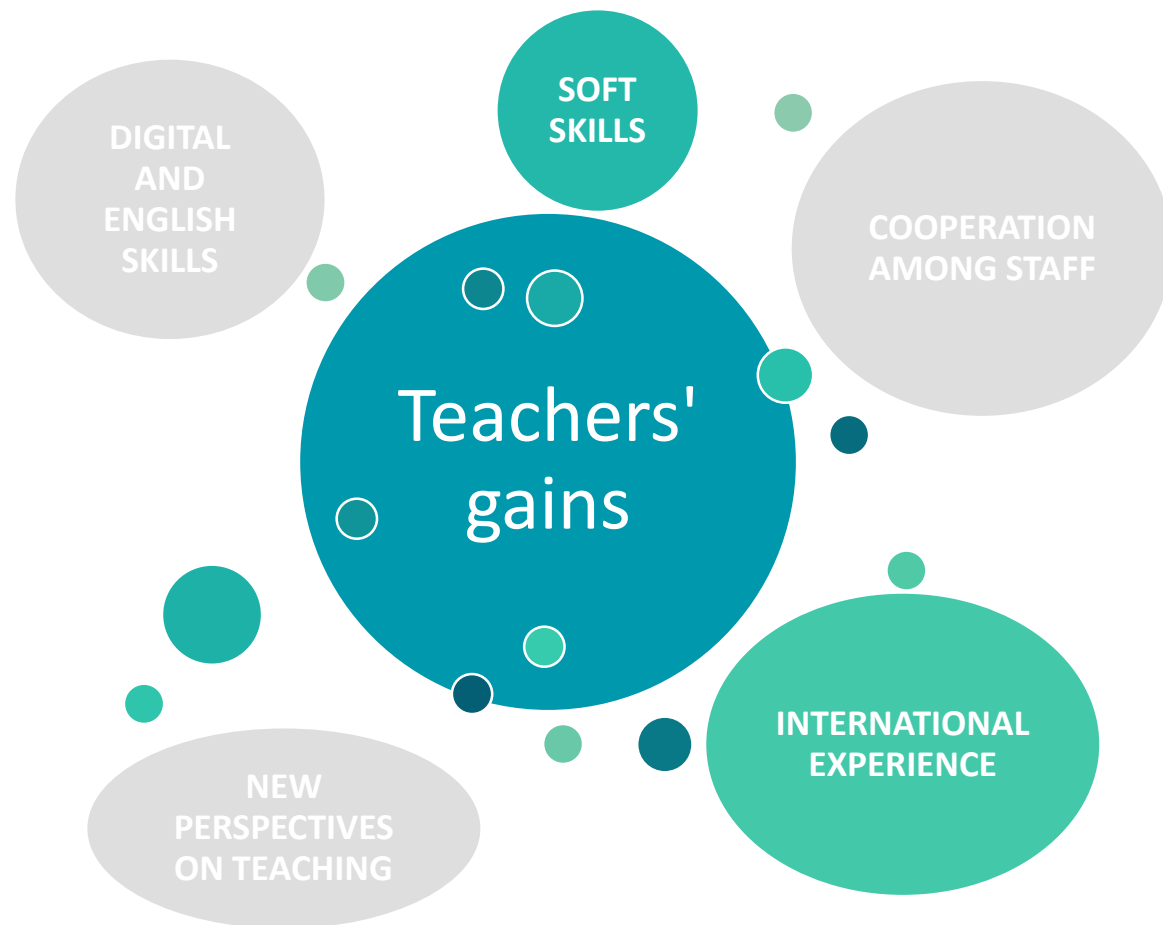 SOFT
SKILLS
DIGITAL
AND
ENGLISH
SKILLS
COOPERATION
AMONG STAFF
Teachers'
gains
INTERNATIONAL
EXPERIENCE
NEW
PERSPECTIVES
ON TEACHING